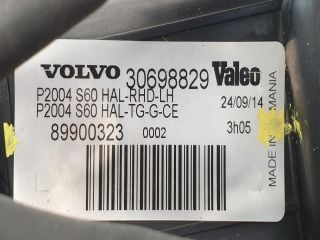 VOLVO 30698829 Valeo
P2004 S60 HAL-RHD-LH 24/09/14
P2004 S60 HAL-TG-G-CE
89900323 0002 3h05
MADE IN MANIA